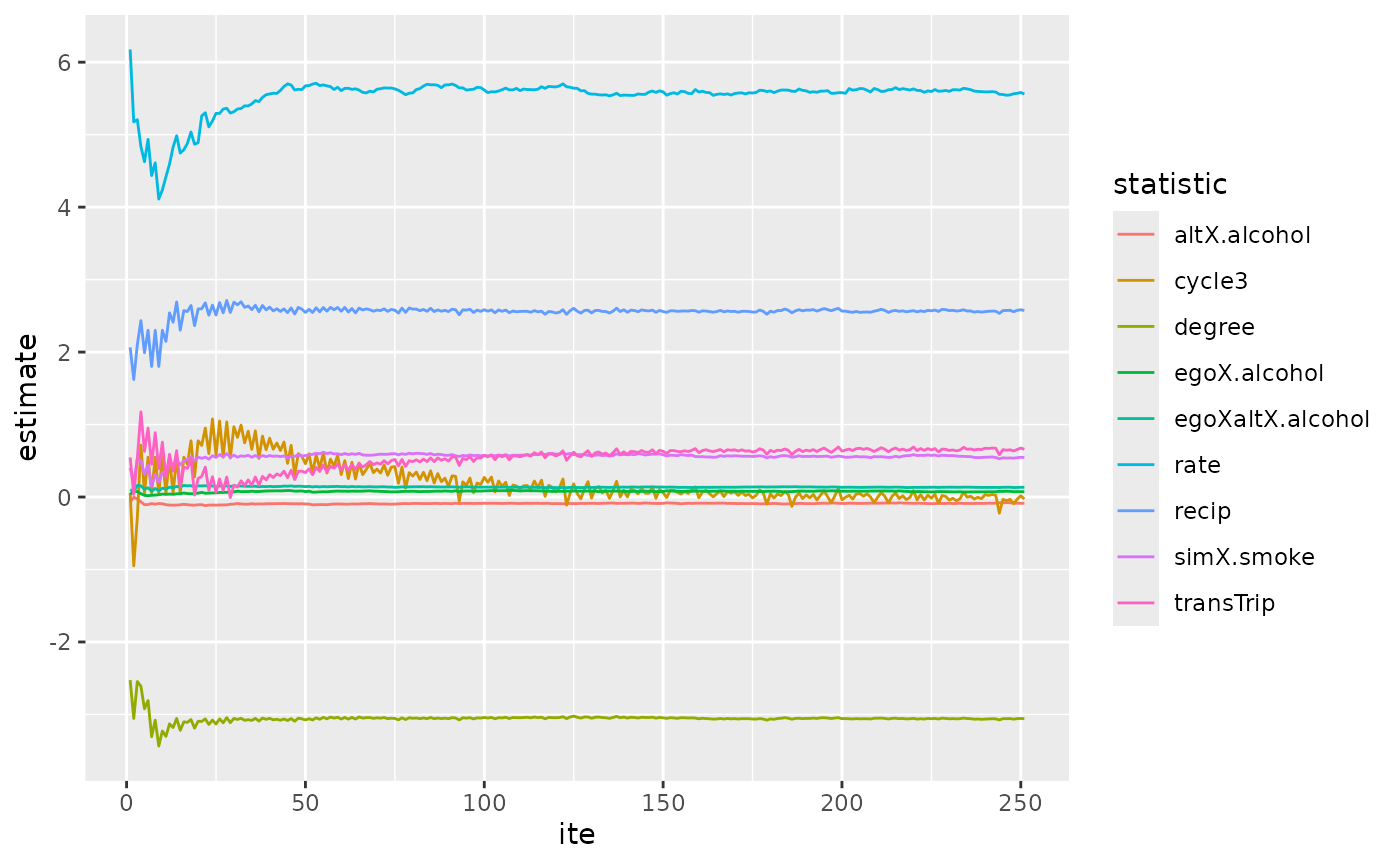 6
4
2
0
-2
estimate
0
50
100
150
200
250
ite
statistic
altX.alcohol
cycle3
degree
egoX.alcohol
egoXaltX.alcohol
rate
recip
simX.smoke
transTrip